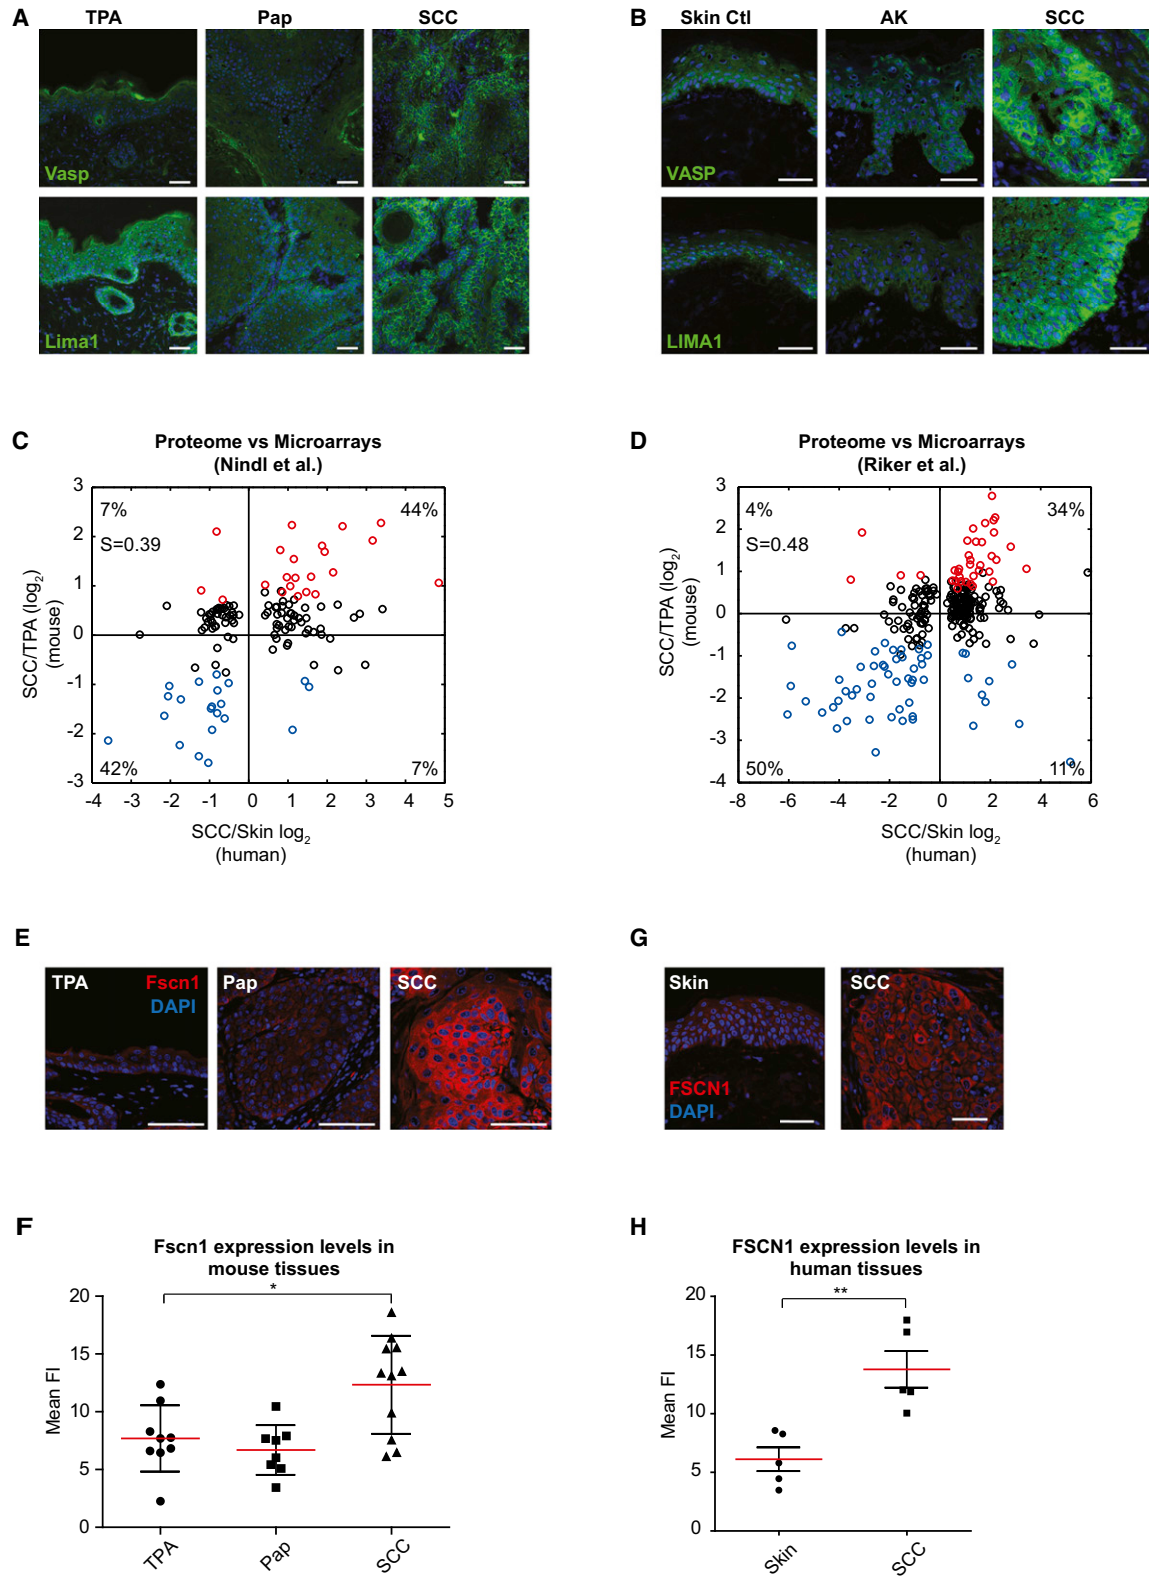 A
TPA
Pap
SCC
Vasp
Lima1
B
Skin Ctl
AK
SCC
VASP
LIMA1
C
Proteome vs Microarrays
(Nindl et al.)
3
2
1
0
-1
-2
-3
7%
44%
S=0.39
42%
7%
-4
-3
-2
-1
0
1
2
3
4
5
SCC/TPA (log2)
(mouse)
SCC/Skin log2
(human)
D
Proteome vs Microarrays
(Riker et al.)
3
2
1
0
-1
-2
-3
-4
4%
34%
S=0.48
50%
11%
-8
-6
-4
-2
0
2
4
6
SCC/TPA (log2)
(mouse)
SCC/Skin log2
(human)
E
TPA
Fscn1
DAPI
Pap
SCC
G
Skin
FSCN1
DAPI
SCC
F
Fscn1 expression levels in
mouse tissues
*
20
15
10
5
0
Mean FI
TPA
Pap
SCC
H
FSCN1 expression levels in
human tissues
**
20
15
10
5
0
Mean FI
Skin
SCC